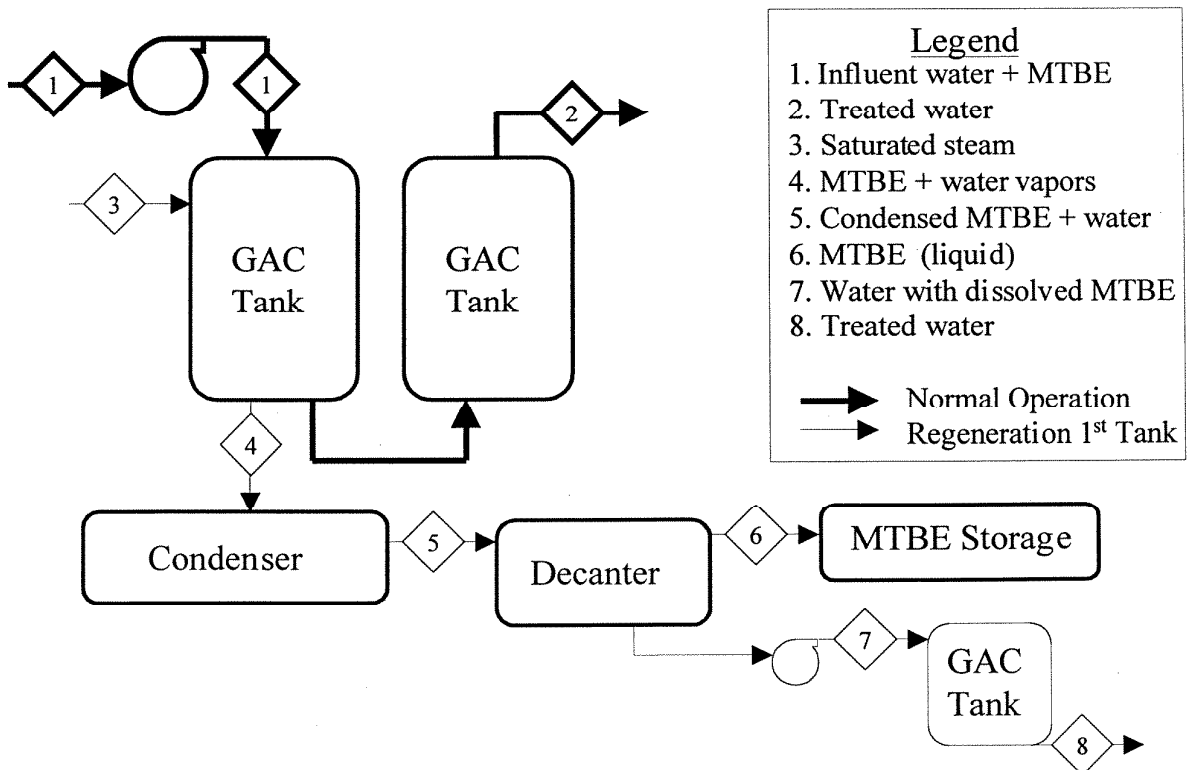 1
1
2
3
GAC
Tank
GAC
Tank
4
Condenser
5
Decanter
6
MTBE Storage
7
GAC
Tank
8
Legend
1. Influent water + MTBE
2. Treated water
3. Saturated steam
4. MTBE + water vapors
5. Condensed MTBE + water
6. MTBE (liquid)
7. Water with dissolved MTBE
8. Treated water
Normal Operation
Regeneration 1st Tank